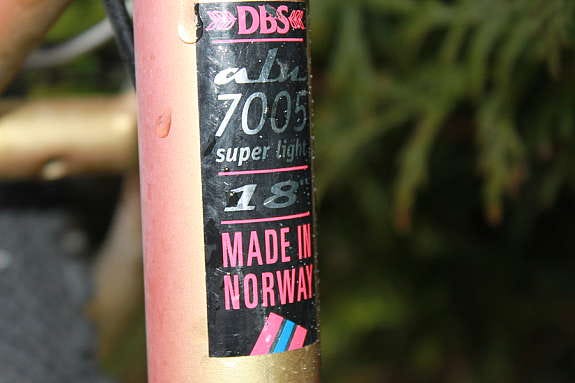 DBS
alu
7005
super light
18"
MADE IN
NORWAY